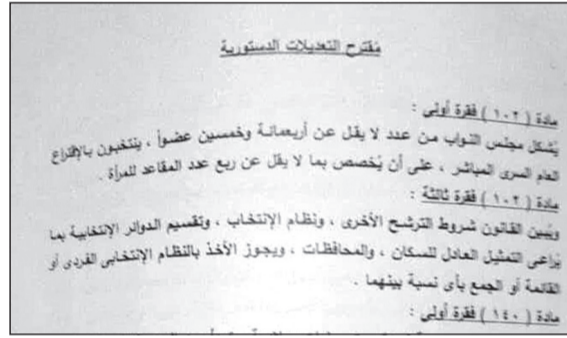 مُقترح التعديلات الدستورية
مادة ( ١٠٢ ) فقرة أولى :
يُشكل مجلس النواب من عدد لا يقل عن أربعمائة وخمسين عضواً ، ينتخبون بالإقتراع
العام السرى المباشر ، على أن يُخصص بما لا يقل عن ربع عدد المقاعد للمرأة .
مادة ( ١٠٢ ) فقرة ثالثة :
ويُبين القانون شروط الترشح الأخرى ، ونظام الإنتخاب ، وتقسيم الدوائر الإنتخابية بما
يُراعى التمثيل العادل للسكان ، والمحافظات ، ويجوز الأخذ بالنظام الإنتخابى الفردى أو
القائمة أو الجمع بأى نسبة بينهما .
مادة ( ١٤٠ ) فقرة أولى :